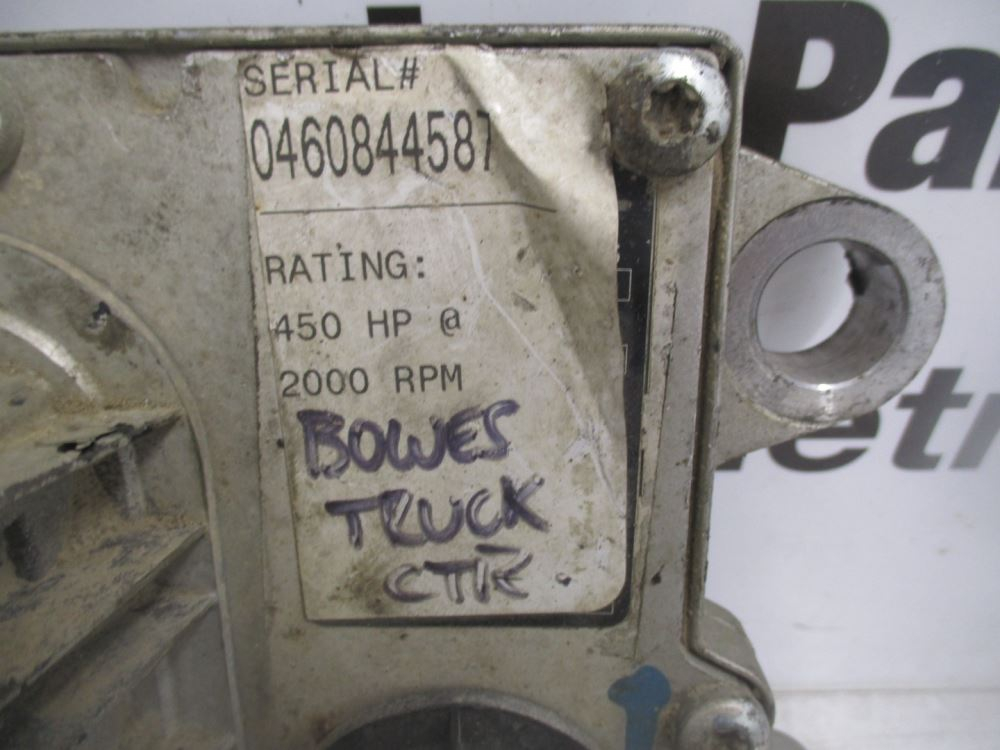 SERIAL#
0460844587
RATING:
450 HP @
2000 RPM
BOWES
TRUCK
CTR.